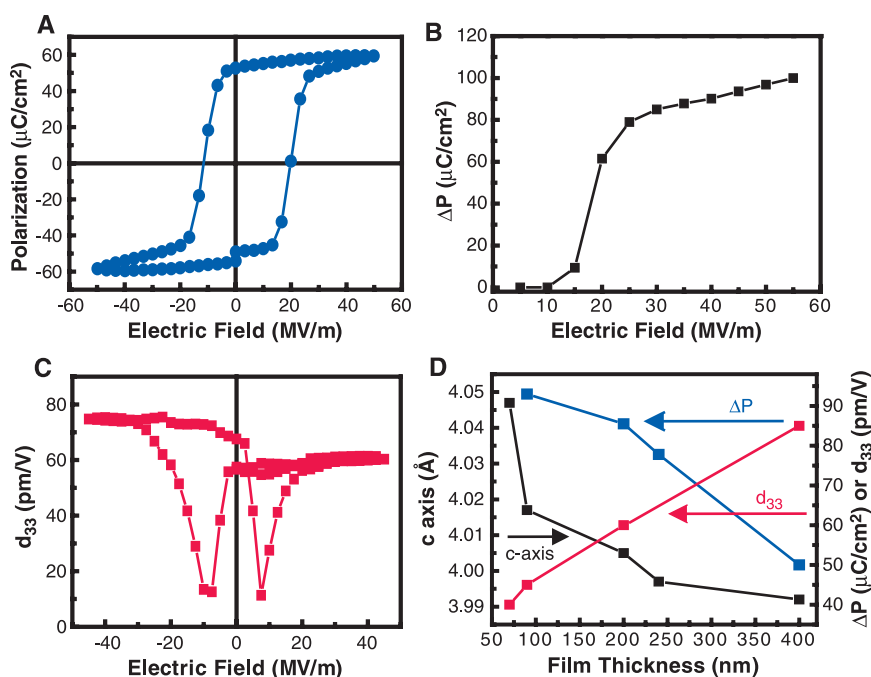 A
60
40
20
0
-20
-40
-60
Polarization (μC/cm2)
-60 -40 -20 0 20 40 60
Electric Field (MV/m)
B
120
100
80
60
40
20
0
ΔP (μC/cm²)
0 10 20 30 40 50 60
Electric Field (MV/m)
C
100
80
60
40
20
0
d33 (pm/V)
-40 -20 0 20 40
Electric Field (MV/m)
D
4.05
4.04
4.03
4.02
4.01
4.00
3.99
c axis (Å)
ΔP
d33
c-axis
90
80
70
60
50
40
ΔP (μC/cm²) or d33 (pm/V)
50 100 150 200 250 300 350 400
Film Thickness (nm)